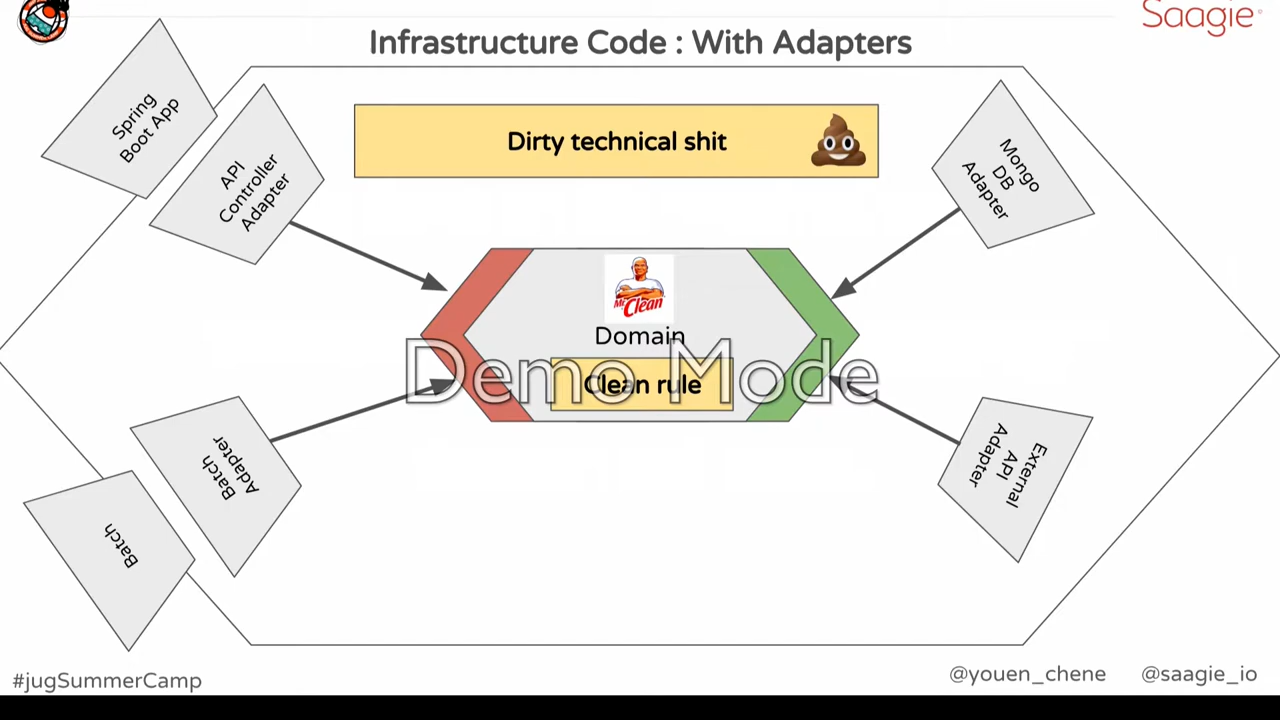 Saagie
Infrastructure Code : With Adapters
Spring
Boot App
API
Controller
Adapter
Dirty technical shit
Mongo
DB
Adapter
Mr.Clean
Domain
Demo Mode
Clean rule
Batch
Adapter
External
API
Adapter
Batch
#jugSummerCamp
@youen_chene
@saagie_io